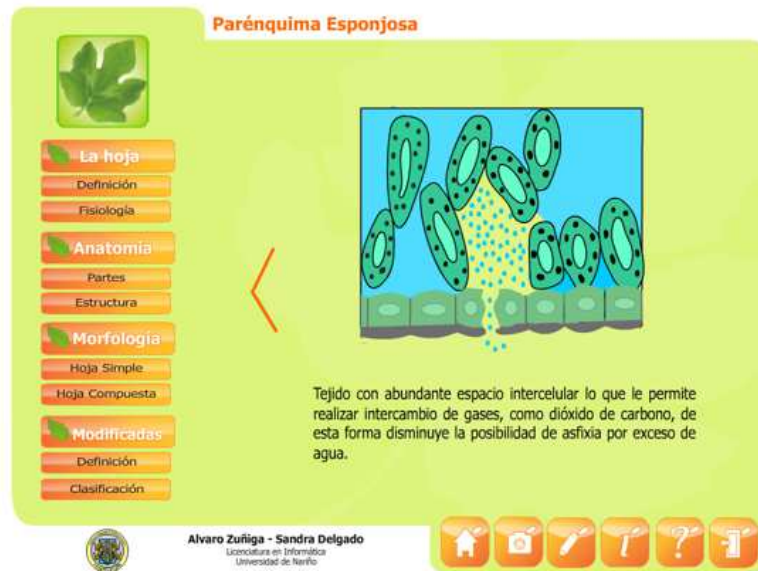 Parénquima Esponjosa
La hoja
Definición
Fisiología
Anatomía
Partes
Estructura
Morfología
Hoja Simple
Hoja Compuesta
Modificadas
Definición
Clasificación
Tejido con abundante espacio intercelular lo que le permite
realizar intercambio de gases, como dióxido de carbono, de
esta forma disminuye la posibilidad de asfixia por exceso de
agua.
Alvaro Zuñiga - Sandra Delgado
Licenciatura en Informática
Universidad de Nariño